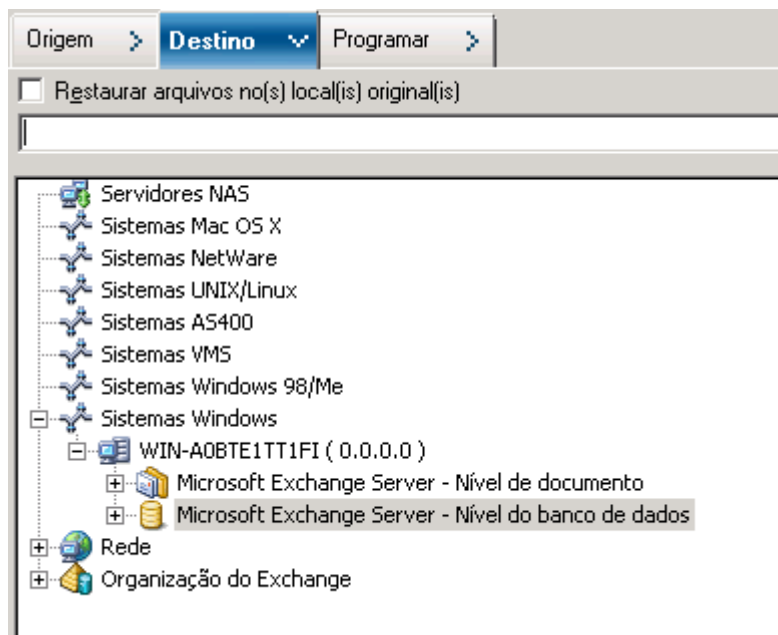 Origem Destino Programar
Restaurar arquivos no(s) local(is) original(is)
Servidores NAS
Sistemas Mac OS X
Sistemas NetWare
Sistemas UNIX/Linux
Sistemas AS400
Sistemas VMS
Sistemas Windows 98/Me
Sistemas Windows
WIN-A0BTE1TT1FI ( 0.0.0.0 )
Microsoft Exchange Server - Nível de documento
Microsoft Exchange Server - Nível do banco de dados
Rede
Organização do Exchange